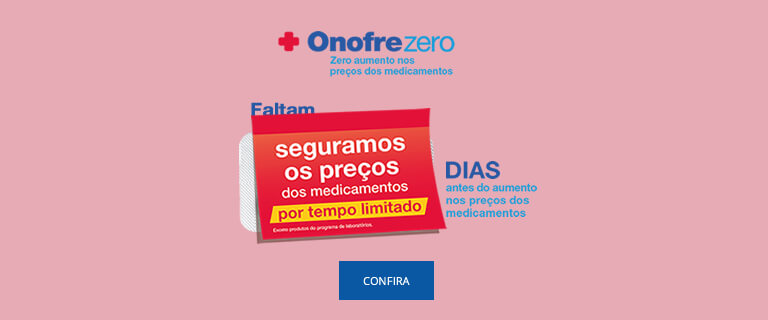 Onofre zero
Zero aumento nos
preços dos medicamentos
Faltam
seguramos
os preços
dos medicamentos
por tempo limitado
Exceto produtos do programa de laboratórios.
DIAS
antes do aumento
nos preços dos
medicamentos
CONFIRA